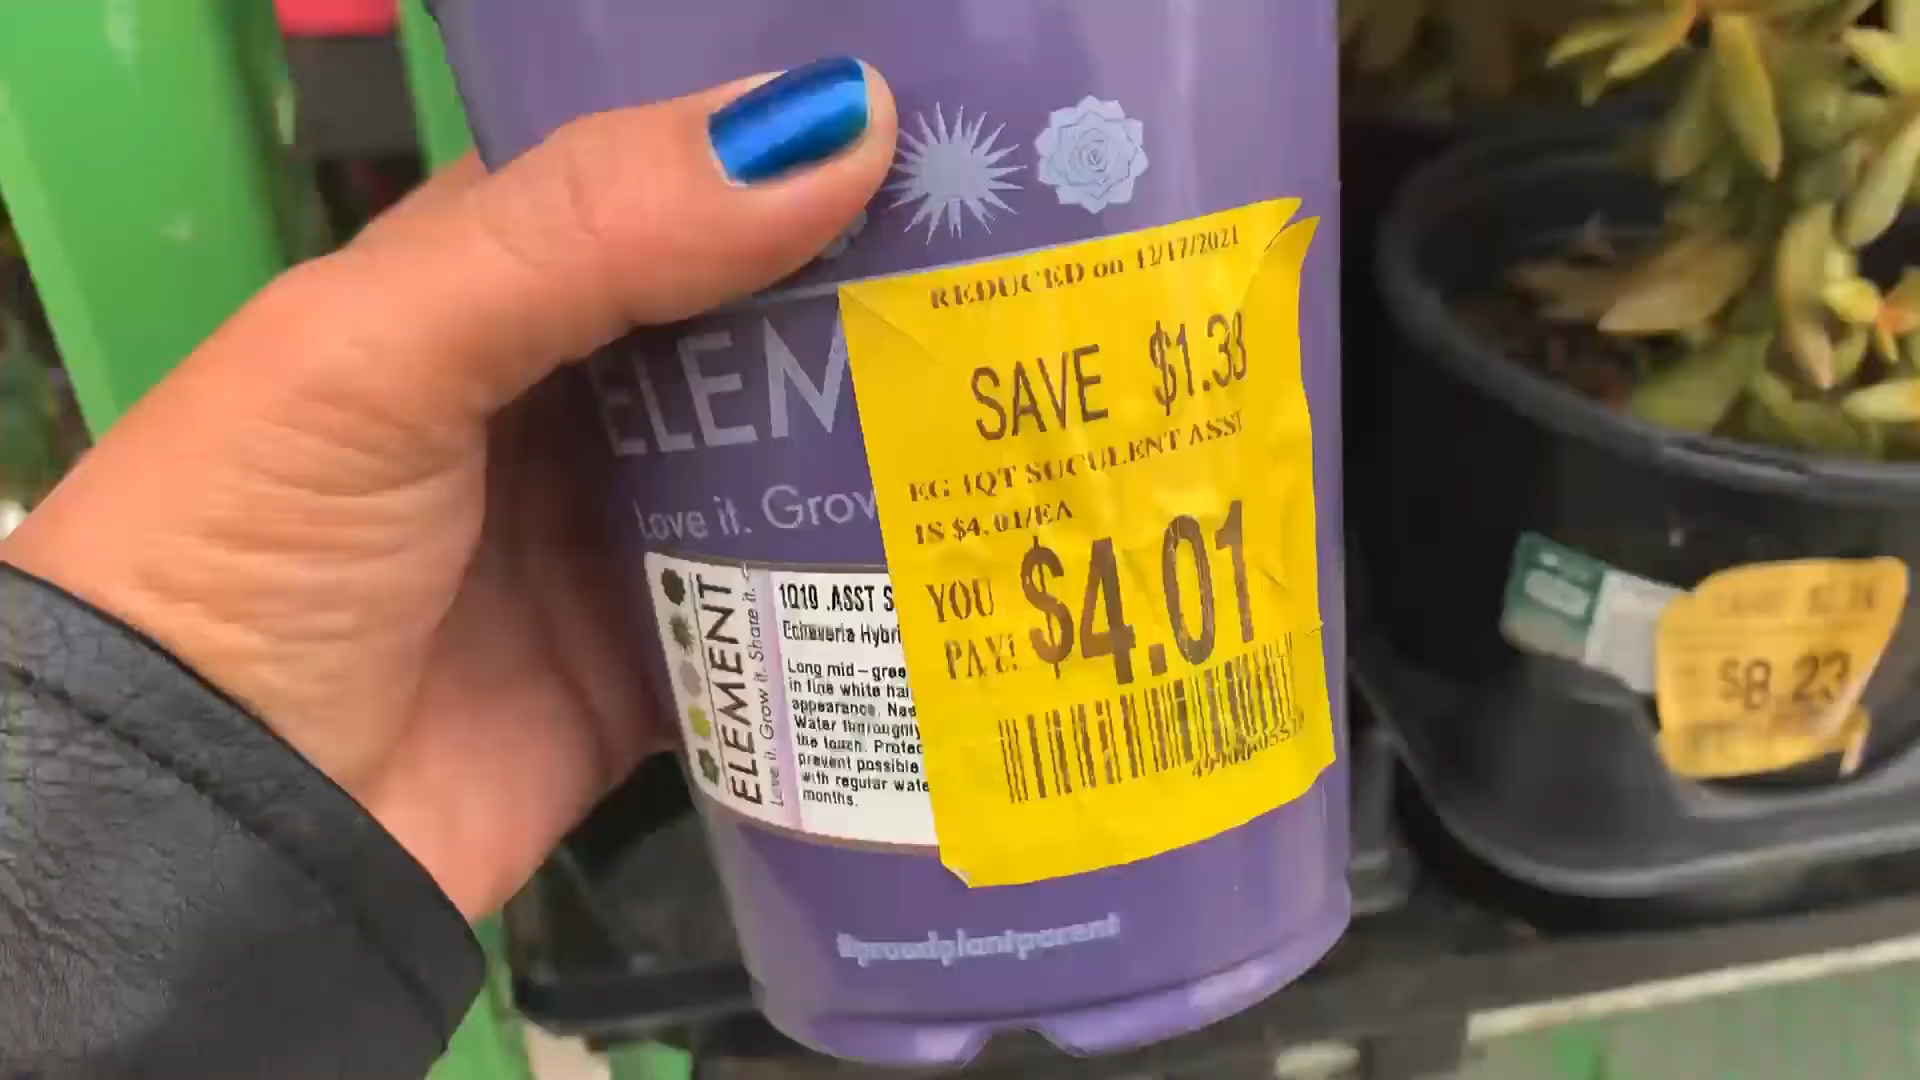 REDUCED on 12/17/2021
SAVE $1.33
EG 1QT SUCULENT ASST
IS $4.01/EA
YOU PAY! $4.01
ELEM
Love it. Grow
ELEMENT
Love it. Grow it. Share it.
1Q10 .ASST S
Echeveria Hybri
Long mid-gree
in fine white hai
appearance. Nee
Water thoroughly
the touch. Protec
prevent possible
with regular wate
months.
#proudplantparent
$8.23